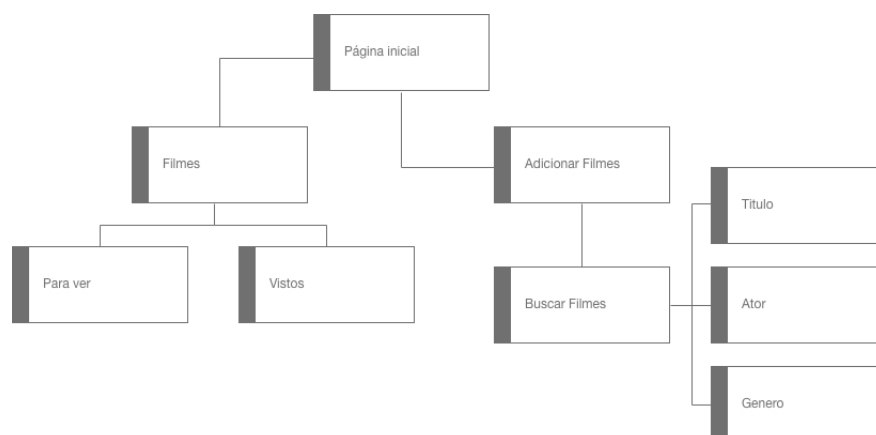 Página inicial
Filmes
Adicionar Filmes
Titulo
Para ver
Vistos
Buscar Filmes
Ator
Genero